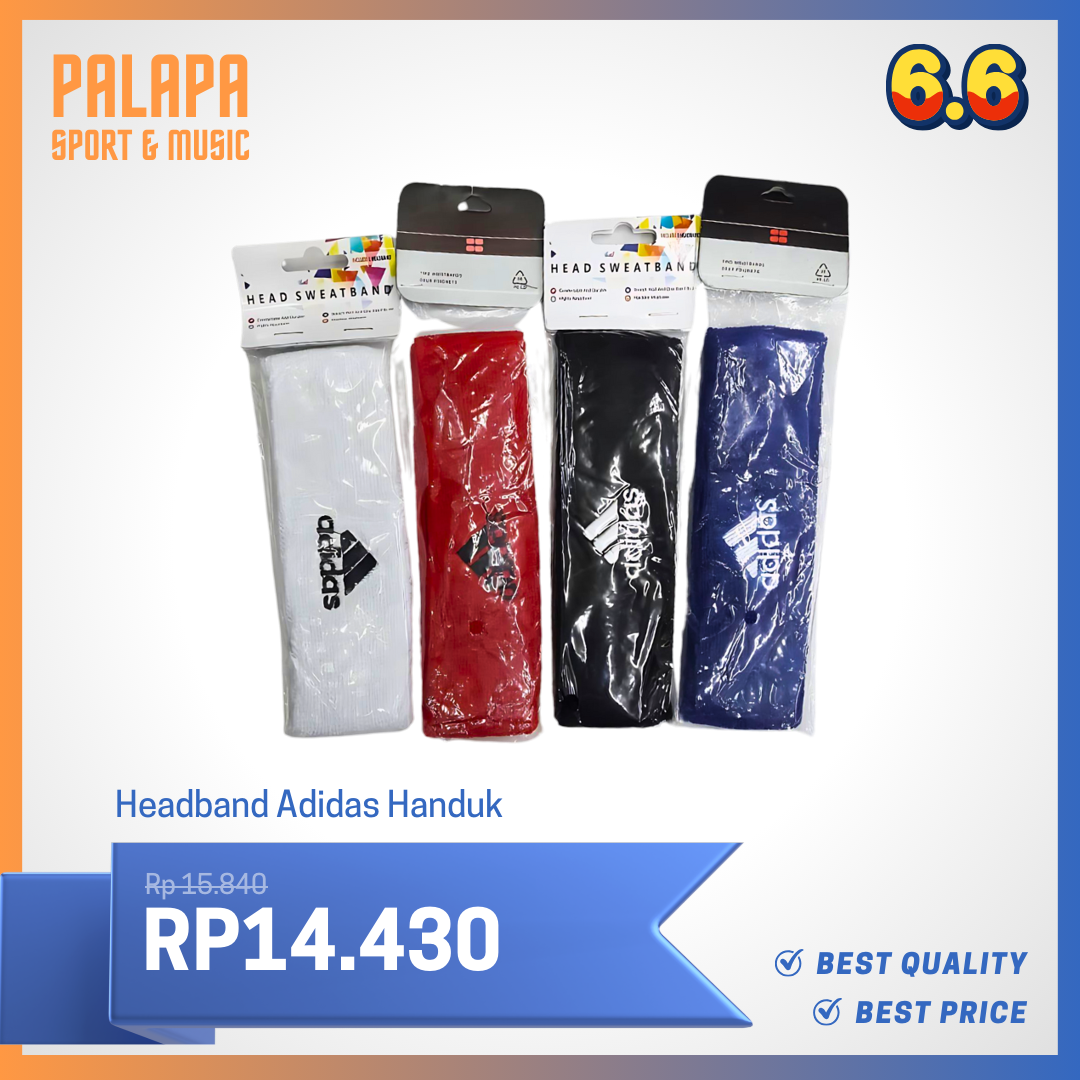 PALAPA
SPORT & MUSIC
6.6
HEAD SWEATBAND
HEAD SWEATBAND
adidas
adidas
adidas
adidas
Headband Adidas Handuk
Rp 15.840
RP14.430
BEST QUALITY
BEST PRICE